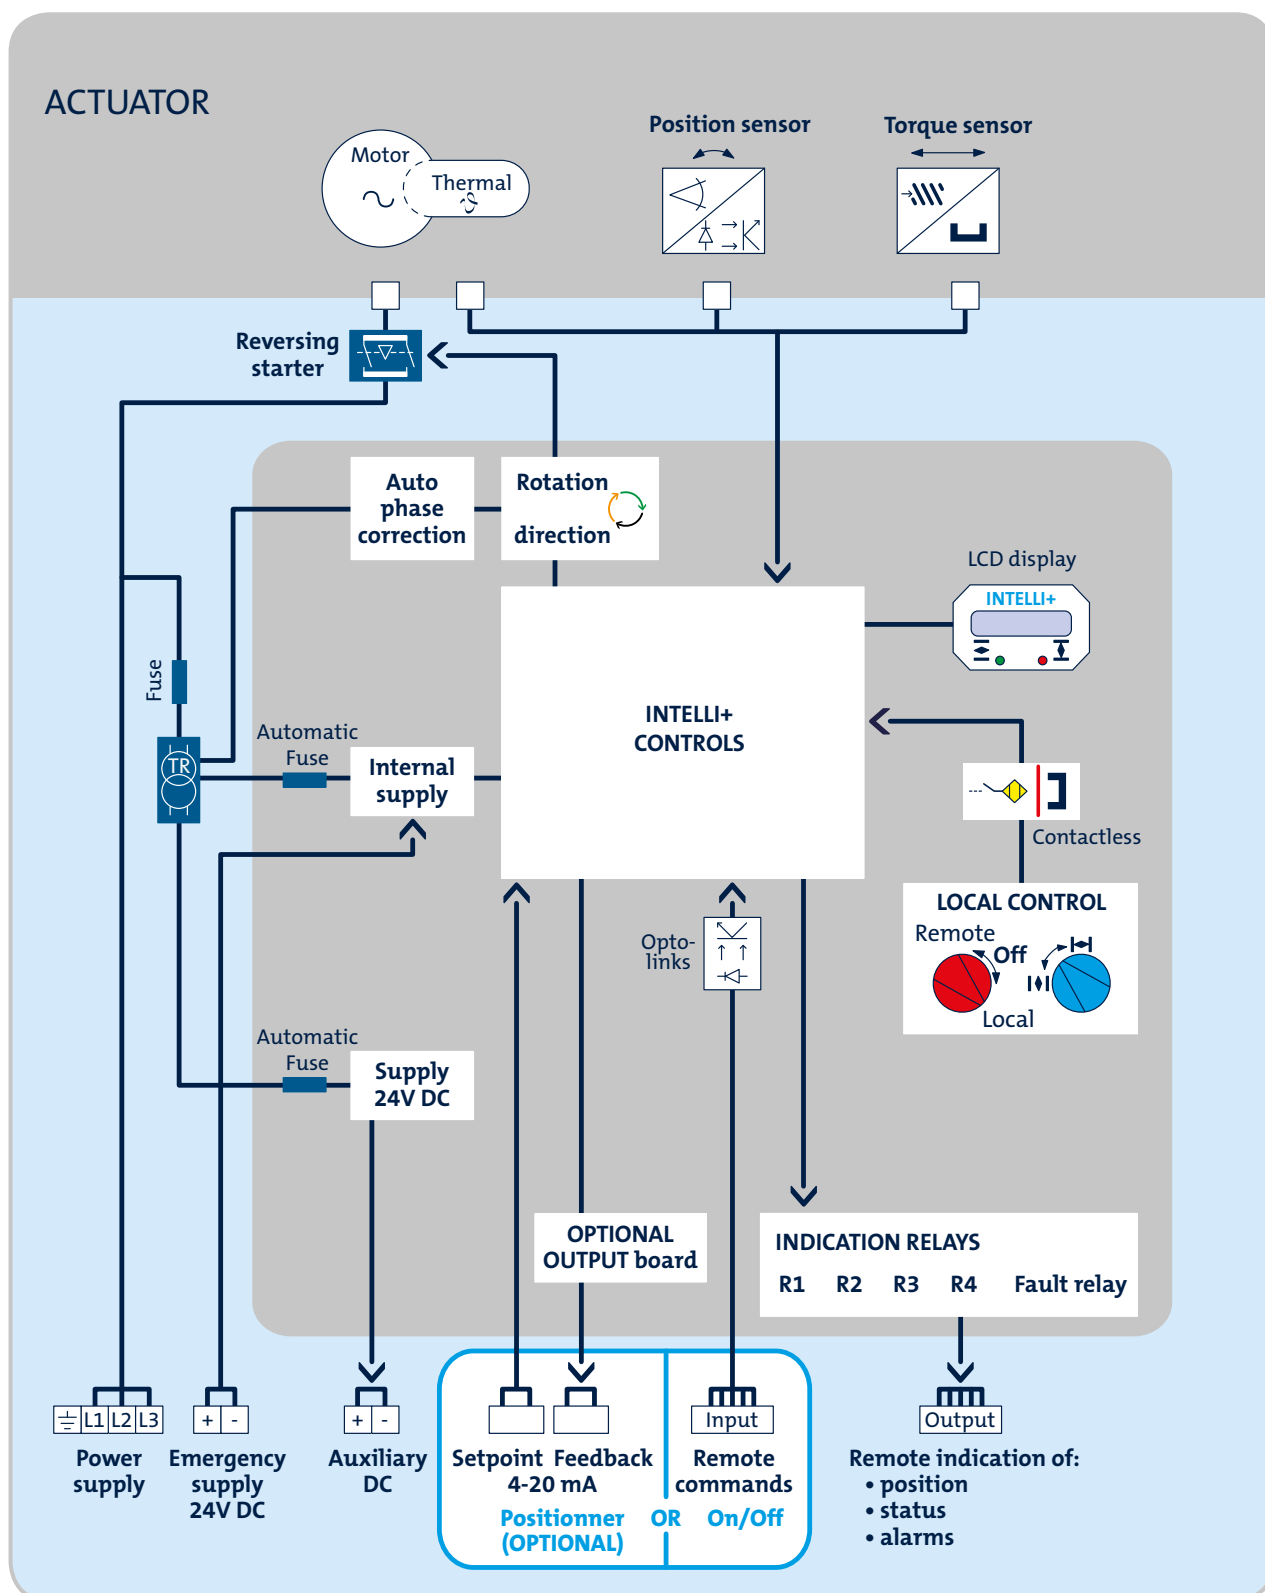 ACTUATOR
Motor
Thermal
Position sensor
Torque sensor
Reversing
starter
Auto
phase
correction
Rotation
direction
LCD display
INTELLI+
Fuse
TR
Automatic
Fuse
Internal
supply
INTELLI+
CONTROLS
Contactless
LOCAL CONTROL
Remote
Off
Local
Opto-
links
Automatic
Fuse
Supply
24V DC
OPTIONAL
OUTPUT board
INDICATION RELAYS
R1 R2 R3 R4 Fault relay
L1 L2 L3
+ -
+ -
Input
Output
Power
supply
Emergency
supply
24V DC
Auxiliary
DC
Setpoint Feedback
4-20 mA
Positionner
(OPTIONAL)
OR
Remote
commands
On/Off
Remote indication of:
• position
• status
• alarms